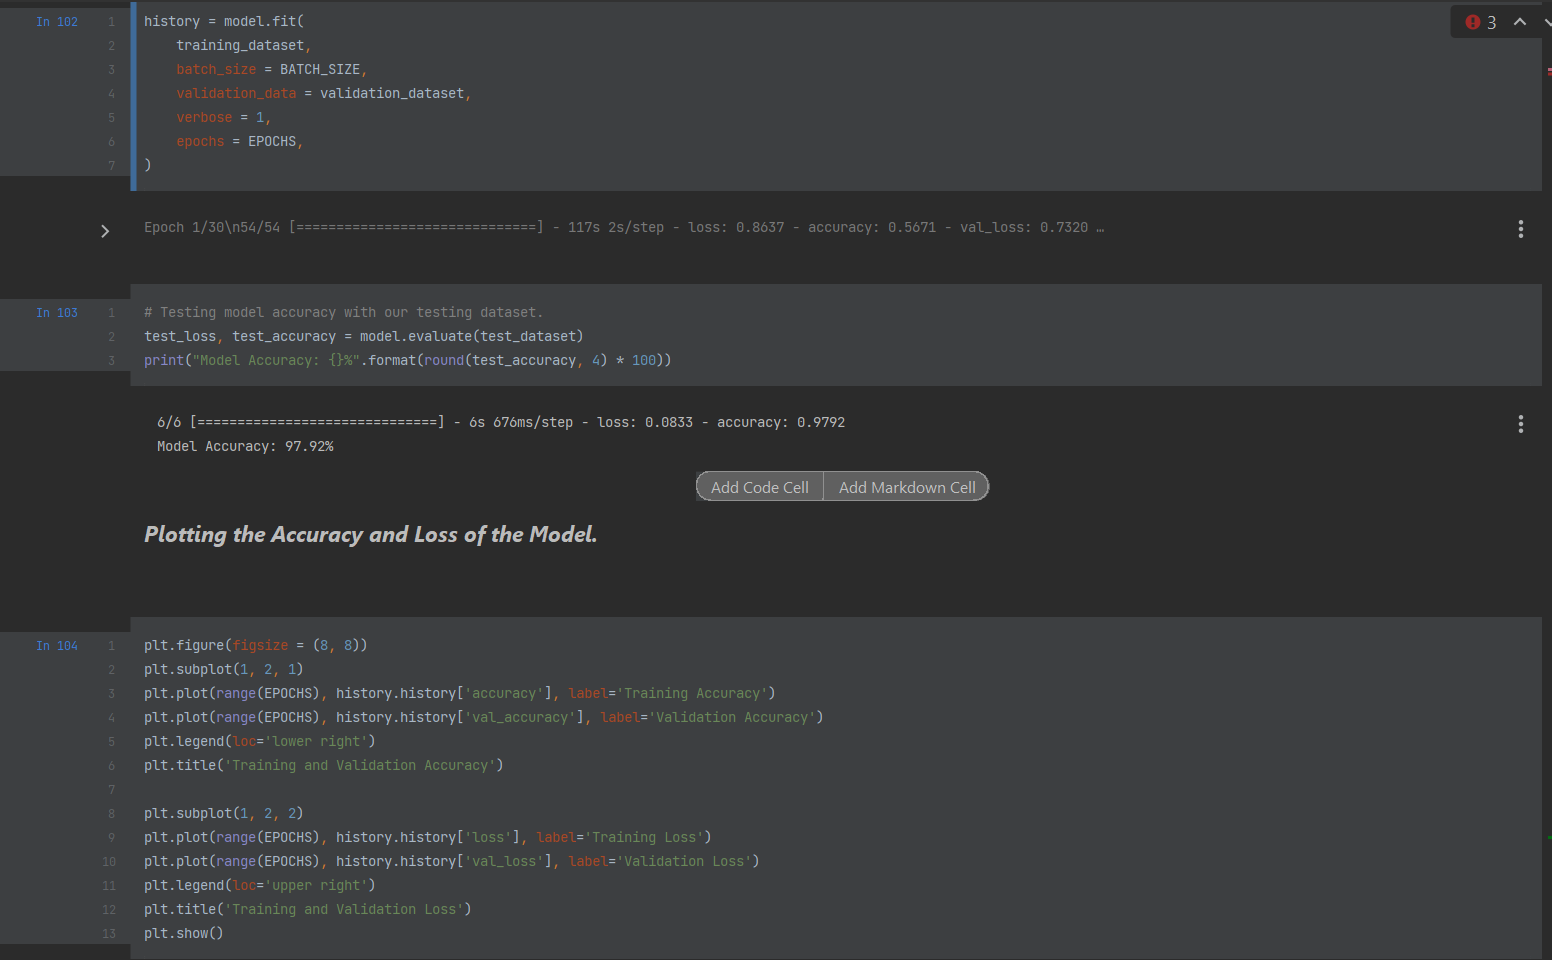 3
In 102
1 history = model.fit(
2 training_dataset,
3 batch_size = BATCH_SIZE,
4 validation_data = validation_dataset,
5 verbose = 1,
6 epochs = EPOCHS,
7 )
Epoch 1/30\n54/54 [==============================] - 117s 2s/step - loss: 0.8637 - accuracy: 0.5671 - val_loss: 0.7320 …
In 103
1 # Testing model accuracy with our testing dataset.
2 test_loss, test_accuracy = model.evaluate(test_dataset)
3 print("Model Accuracy: {}%".format(round(test_accuracy, 4) * 100))
6/6 [==============================] - 6s 676ms/step - loss: 0.0833 - accuracy: 0.9792
Model Accuracy: 97.92%
Add Code Cell Add Markdown Cell
Plotting the Accuracy and Loss of the Model.
In 104
1 plt.figure(figsize = (8, 8))
2 plt.subplot(1, 2, 1)
3 plt.plot(range(EPOCHS), history.history['accuracy'], label='Training Accuracy')
4 plt.plot(range(EPOCHS), history.history['val_accuracy'], label='Validation Accuracy')
5 plt.legend(loc='lower right')
6 plt.title('Training and Validation Accuracy')
7
8 plt.subplot(1, 2, 2)
9 plt.plot(range(EPOCHS), history.history['loss'], label='Training Loss')
10 plt.plot(range(EPOCHS), history.history['val_loss'], label='Validation Loss')
11 plt.legend(loc='upper right')
12 plt.title('Training and Validation Loss')
13 plt.show()